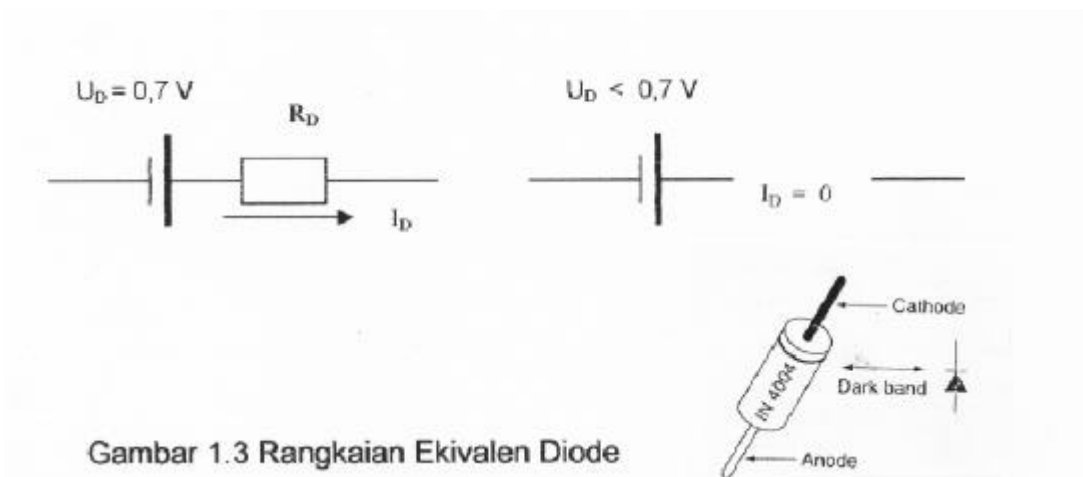 U_D = 0,7 V
R_D
I_D
U_D < 0,7 V
I_D = 0
Cathode
IN 4004
Dark band
Anode
Gambar 1.3 Rangkaian Ekivalen Diode